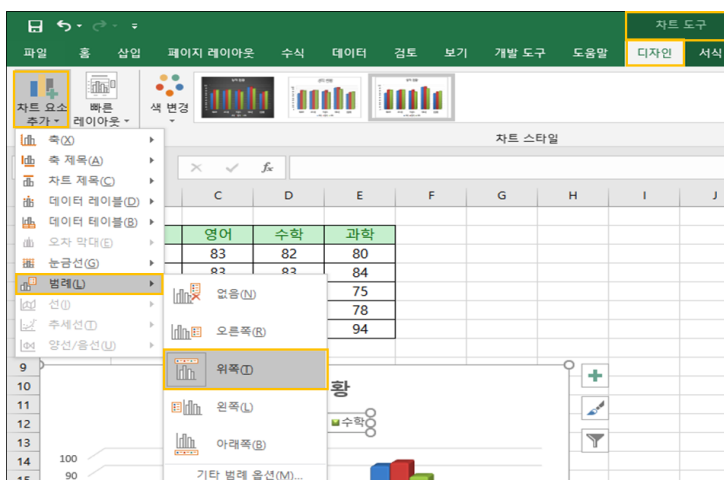 차트 도구
파일 홈 삽입 페이지 레이아웃 수식 데이터 검토 보기 개발 도구 도움말 디자인 서식
차트 요소 추가
빠른 레이아웃
색 변경
차트 스타일
축(X)
축 제목(A)
차트 제목(C)
데이터 레이블(D)
데이터 테이블(B)
오차 막대(E)
눈금선(G)
범례(L)
선(I)
추세선(T)
양선/음선(U)
없음(N)
오른쪽(R)
위쪽(T)
왼쪽(L)
아래쪽(B)
기타 범례 옵션(M)...
fx
C D E F G H I J
영어 수학 과학
83 82 80
83 83 84
75
78
94
9
10
11
12
13
14
15
황
수학
100
90